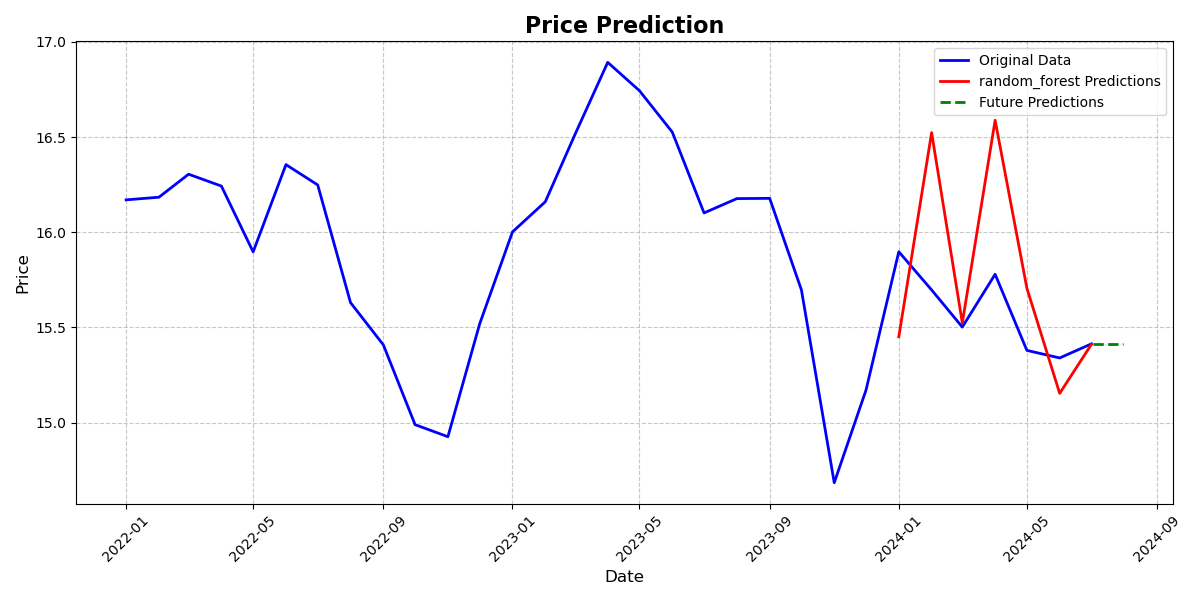 Price Prediction
Original Data
random_forest Predictions
Future Predictions
Price
17.0
16.5
16.0
15.5
15.0
2022-01
2022-05
2022-09
2023-01
2023-05
2023-09
2024-01
2024-05
2024-09
Date